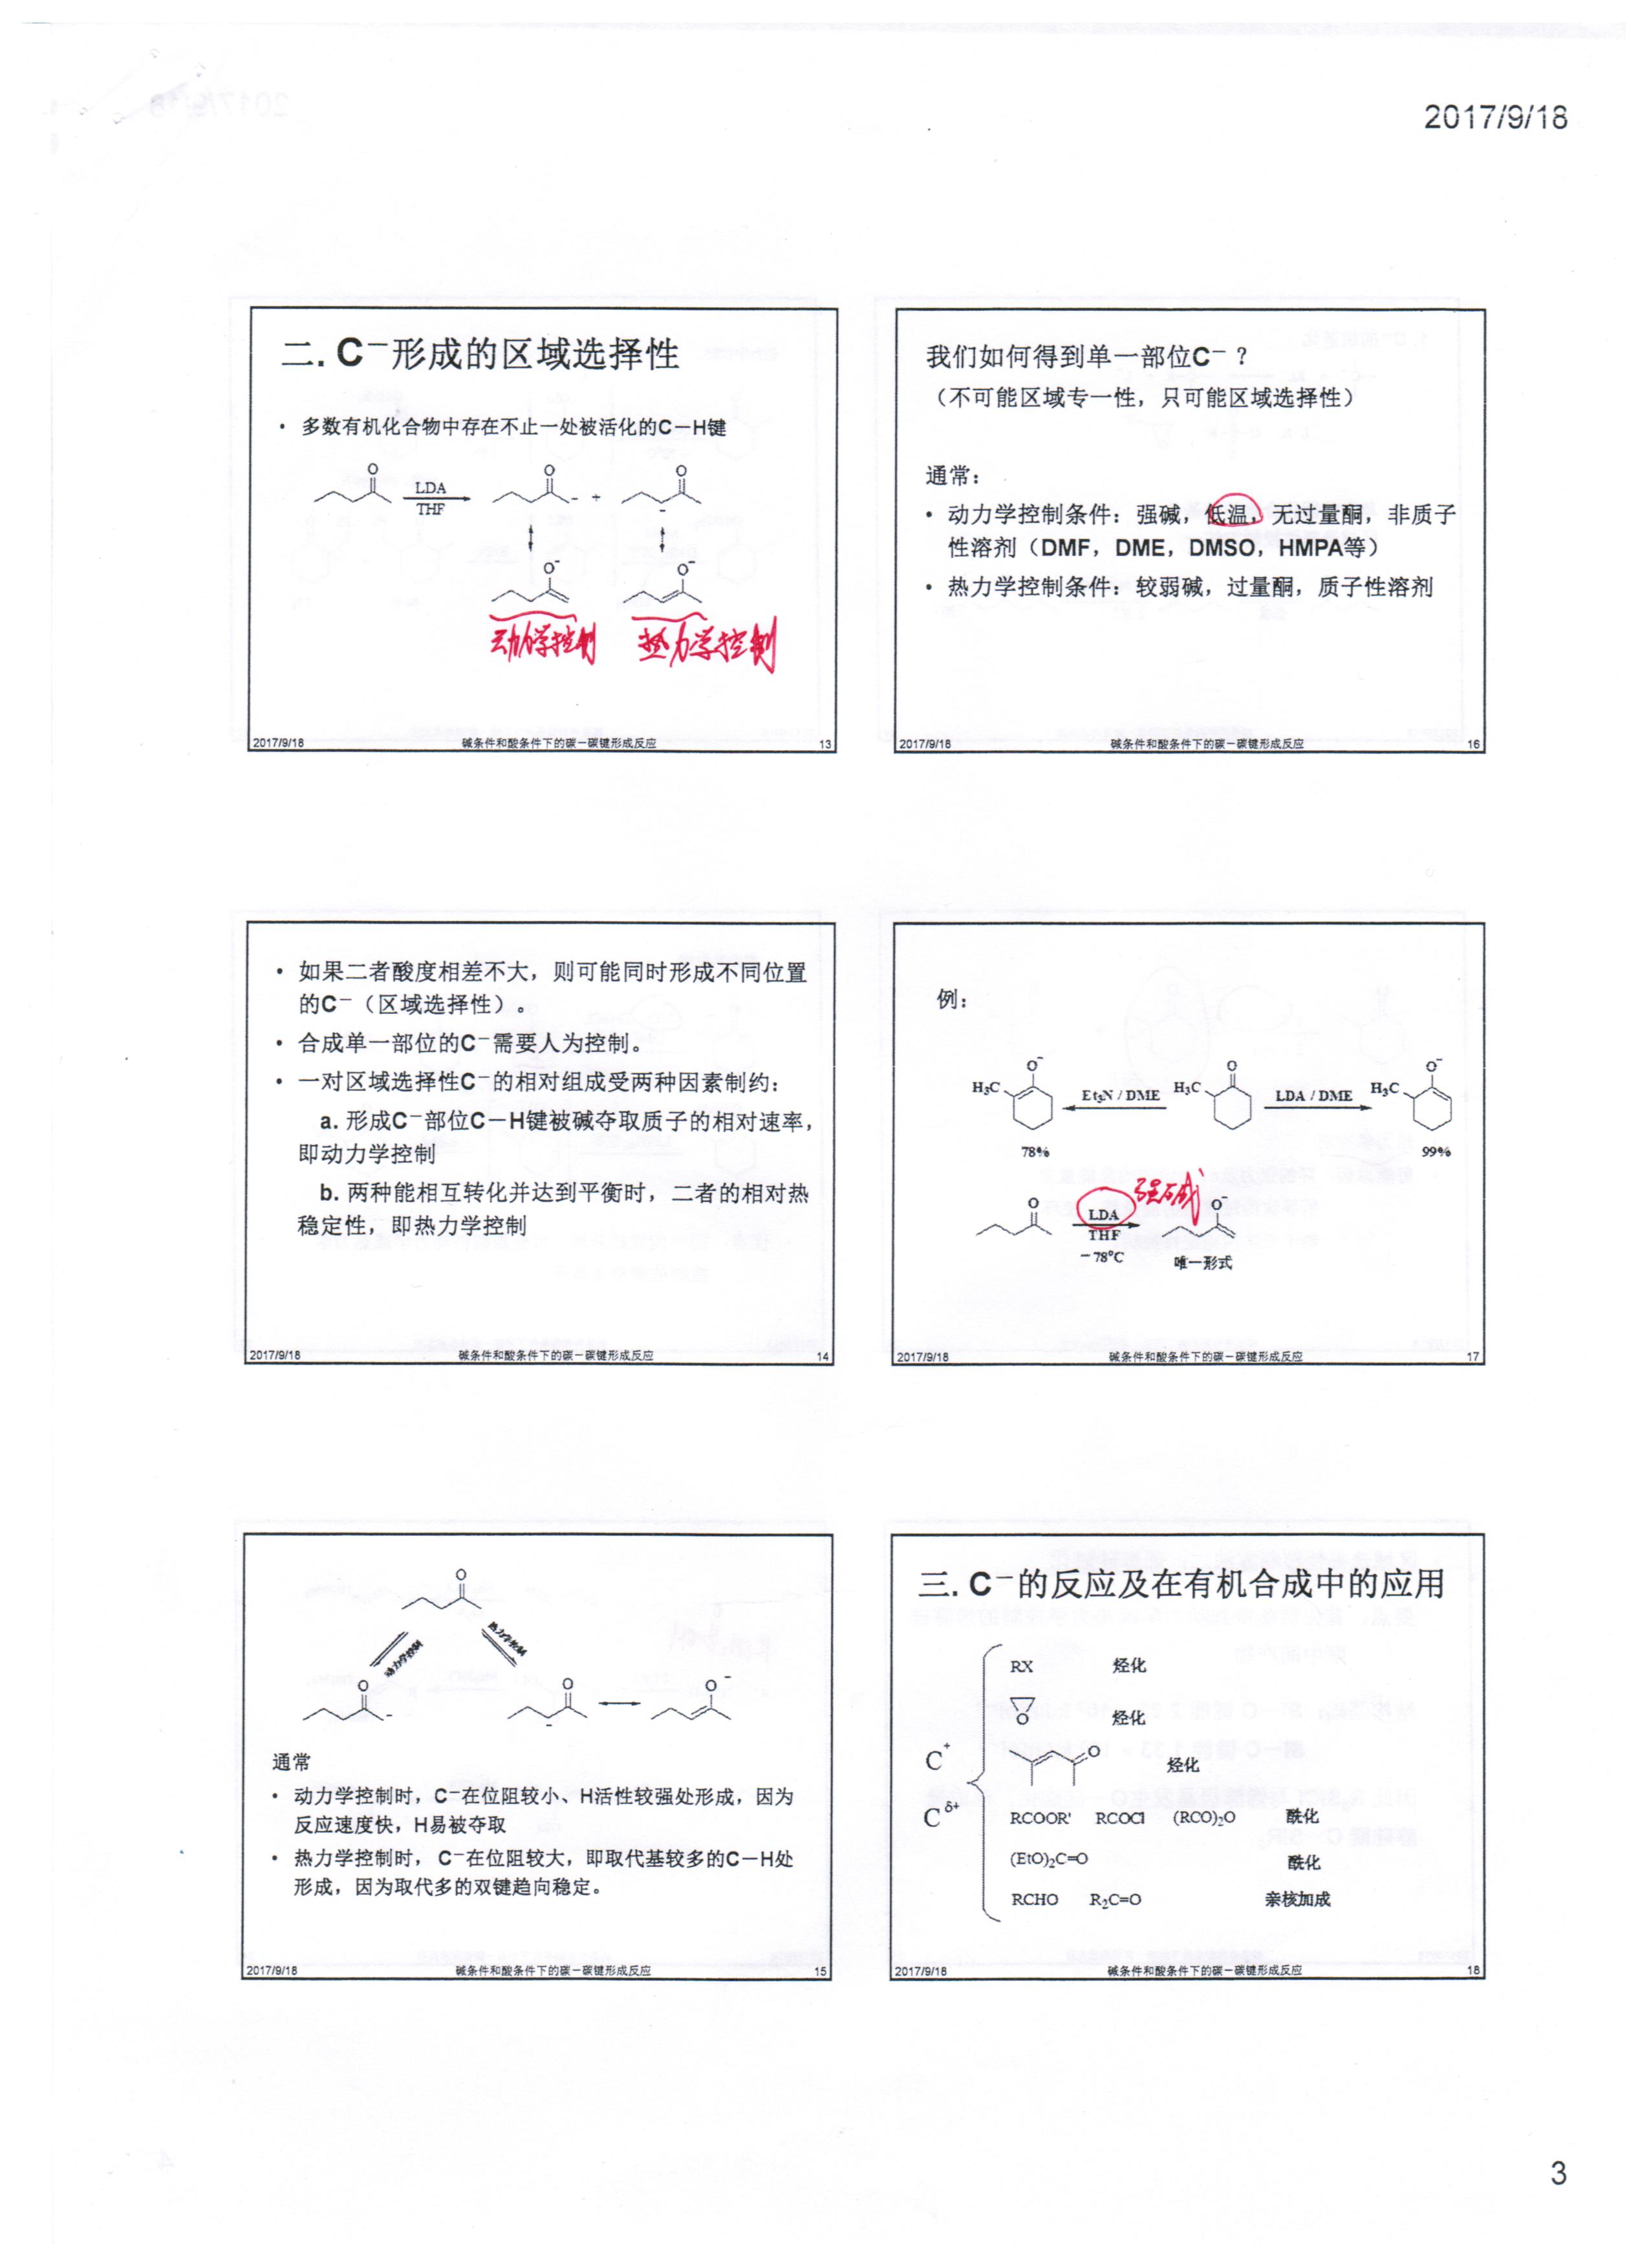 2017/9/18
二. C⁻形成的区域选择性
• 多数有机化合物中存在不止一处被活化的C－H键
O
LDA
THF
O
-
+
O
-
O⁻
O⁻
动力学控制
热力学控制
2017/9/18 碱条件和酸条件下的碳－碳键形成反应 13
我们如何得到单一部位C⁻？
（不可能区域专一性，只可能区域选择性）
通常：
• 动力学控制条件：强碱，低温，无过量酮，非质子
性溶剂（DMF，DME，DMSO，HMPA等）
• 热力学控制条件：较弱碱，过量酮，质子性溶剂
2017/9/18 碱条件和酸条件下的碳－碳键形成反应 16
• 如果二者酸度相差不大，则可能同时形成不同位置
的C⁻（区域选择性）。
• 合成单一部位的C⁻需要人为控制。
• 一对区域选择性C⁻的相对组成受两种因素制约：
a. 形成C⁻部位C－H键被碱夺取质子的相对速率，
即动力学控制
b. 两种能相互转化并达到平衡时，二者的相对热
稳定性，即热力学控制
2017/9/18 碱条件和酸条件下的碳－碳键形成反应 14
例：
O⁻
H₃C
Et₃N / DME
O
H₃C
LDA / DME
O⁻
H₃C
78%
99%
强碱
O
LDA
THF
－78°C
O⁻
唯一形式
2017/9/18 碱条件和酸条件下的碳－碳键形成反应 17
O
动力学控制
热力学控制
O
-
O
-
O⁻
通常
• 动力学控制时，C⁻在位阻较小、H活性较强处形成，因为
反应速度快，H易被夺取
• 热力学控制时， C⁻在位阻较大，即取代基较多的C－H处
形成，因为取代多的双键趋向稳定。
2017/9/18 碱条件和酸条件下的碳－碳键形成反应 15
三. C⁻的反应及在有机合成中的应用
RX 烃化
O 烃化
C⁺
O 烃化
Cᵟ⁺
RCOOR' RCOCl (RCO)₂O 酰化
(EtO)₂C=O 酰化
RCHO R₂C=O 亲核加成
2017/9/18 碱条件和酸条件下的碳－碳键形成反应 18
3